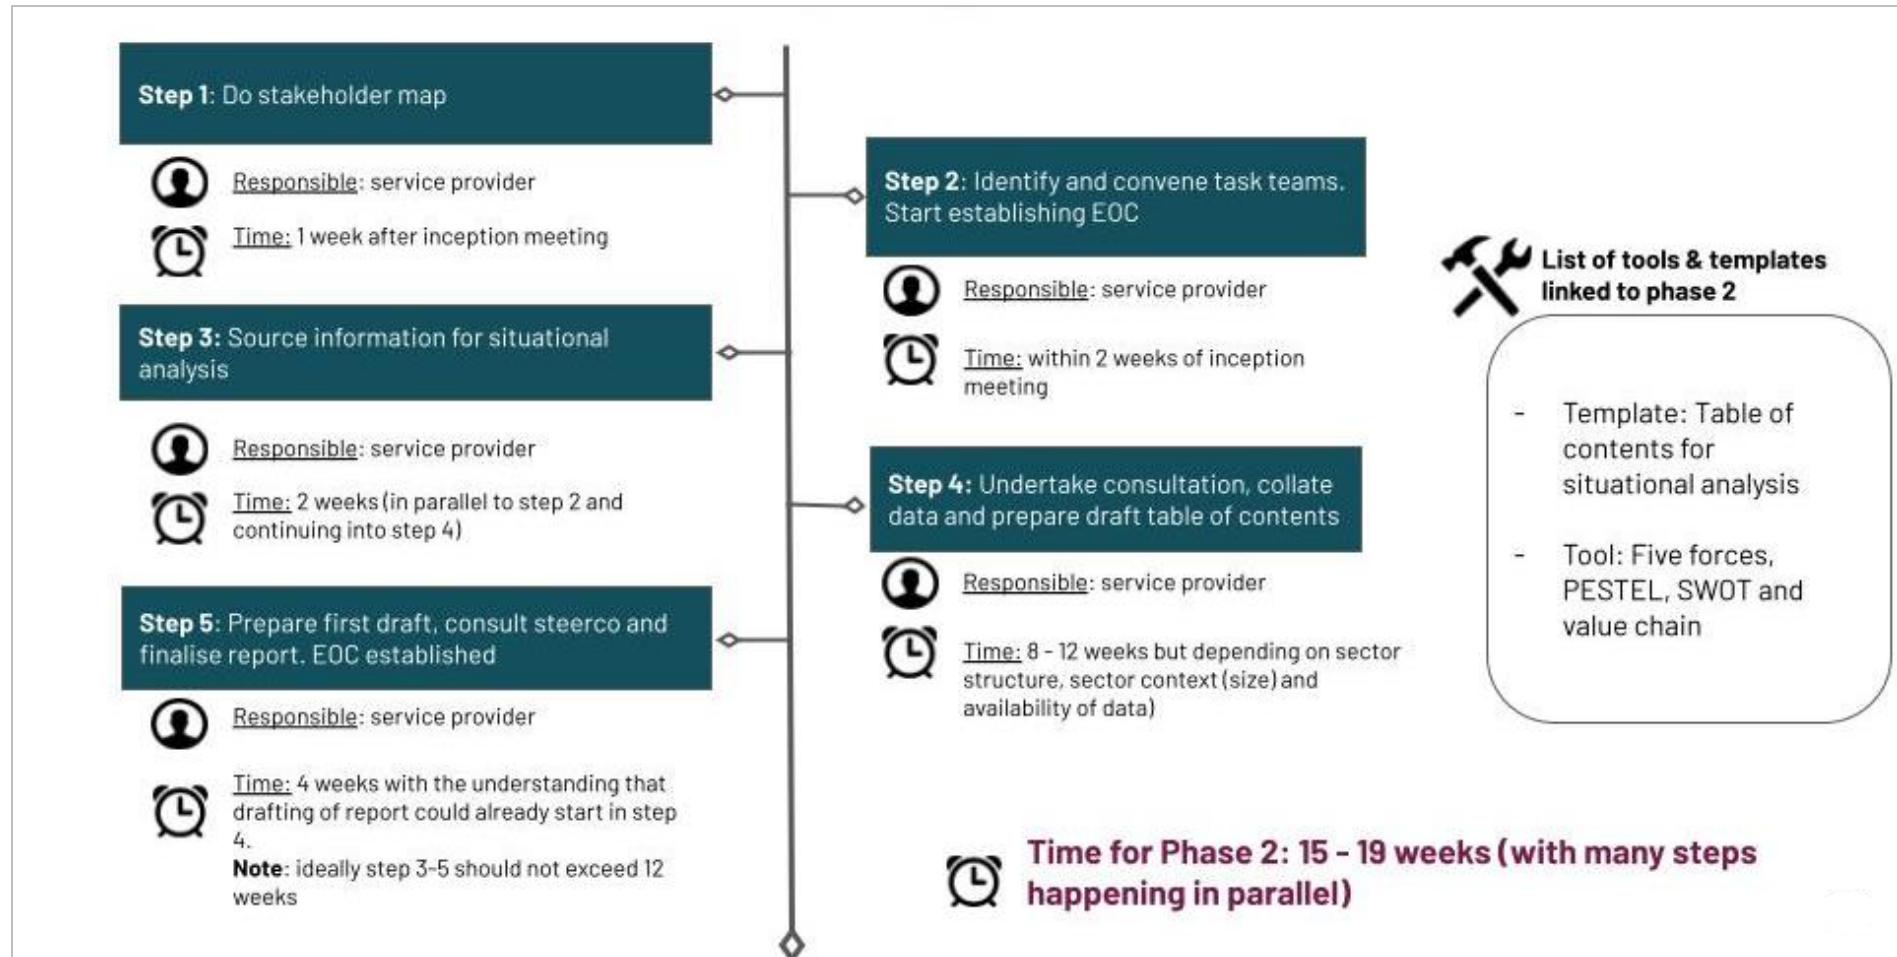 Step 1: Do stakeholder map
Responsible: service provider
Time: 1 week after inception meeting
Step 2: Identify and convene task teams.
Start establishing EOC
Responsible: service provider
Time: within 2 weeks of inception
meeting
Step 3: Source information for situational
analysis
Responsible: service provider
Time: 2 weeks (in parallel to step 2 and
continuing into step 4)
Step 4: Undertake consultation, collate
data and prepare draft table of contents
Responsible: service provider
Time: 8 - 12 weeks but depending on sector
structure, sector context (size) and
availability of data)
Step 5: Prepare first draft, consult steerco and
finalise report. EOC established
Responsible: service provider
Time: 4 weeks with the understanding that
drafting of report could already start in step
4.
Note: ideally step 3-5 should not exceed 12
weeks
List of tools & templates
linked to phase 2
- Template: Table of
contents for
situational analysis
- Tool: Five forces,
PESTEL, SWOT and
value chain
Time for Phase 2: 15 - 19 weeks (with many steps
happening in parallel)